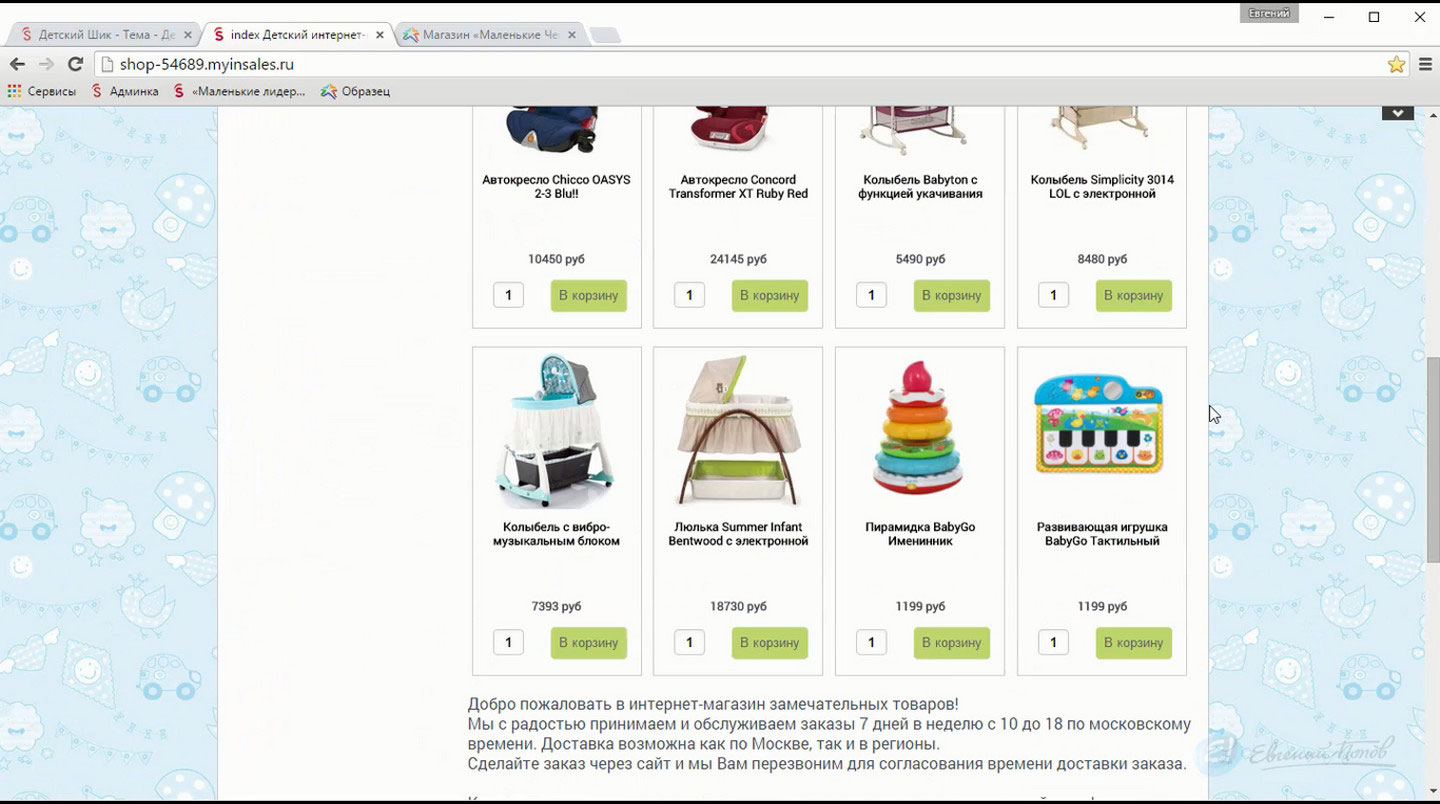 Евгений
Детский Шик - Тема - Де
index Детский интернет-
Магазин «Маленькие Че
shop-54689.myinsales.ru
Сервисы
Админка
«Маленькие лидер...
Образец
Автокресло Chicco OASYS
2-3 Blu!!
Автокресло Concord
Transformer XT Ruby Red
Колыбель Babyton с
функцией укачивания
Колыбель Simplicity 3014
LOL с электронной
10450 руб
24145 руб
5490 руб
8480 руб
1 В корзину
1 В корзину
1 В корзину
1 В корзину
Колыбель с вибро-
музыкальным блоком
Люлька Summer Infant
Bentwood с электронной
Пирамидка BabyGo
Именинник
Развивающая игрушка
BabyGo Тактильный
7393 руб
18730 руб
1199 руб
1199 руб
1 В корзину
1 В корзину
1 В корзину
1 В корзину
Добро пожаловать в интернет-магазин замечательных товаров!
Мы с радостью принимаем и обслуживаем заказы 7 дней в неделю с 10 до 18 по московскому
времени. Доставка возможна как по Москве, так и в регионы.
Сделайте заказ через сайт и мы Вам перезвоним для согласования времени доставки заказа.
Евгений Попов